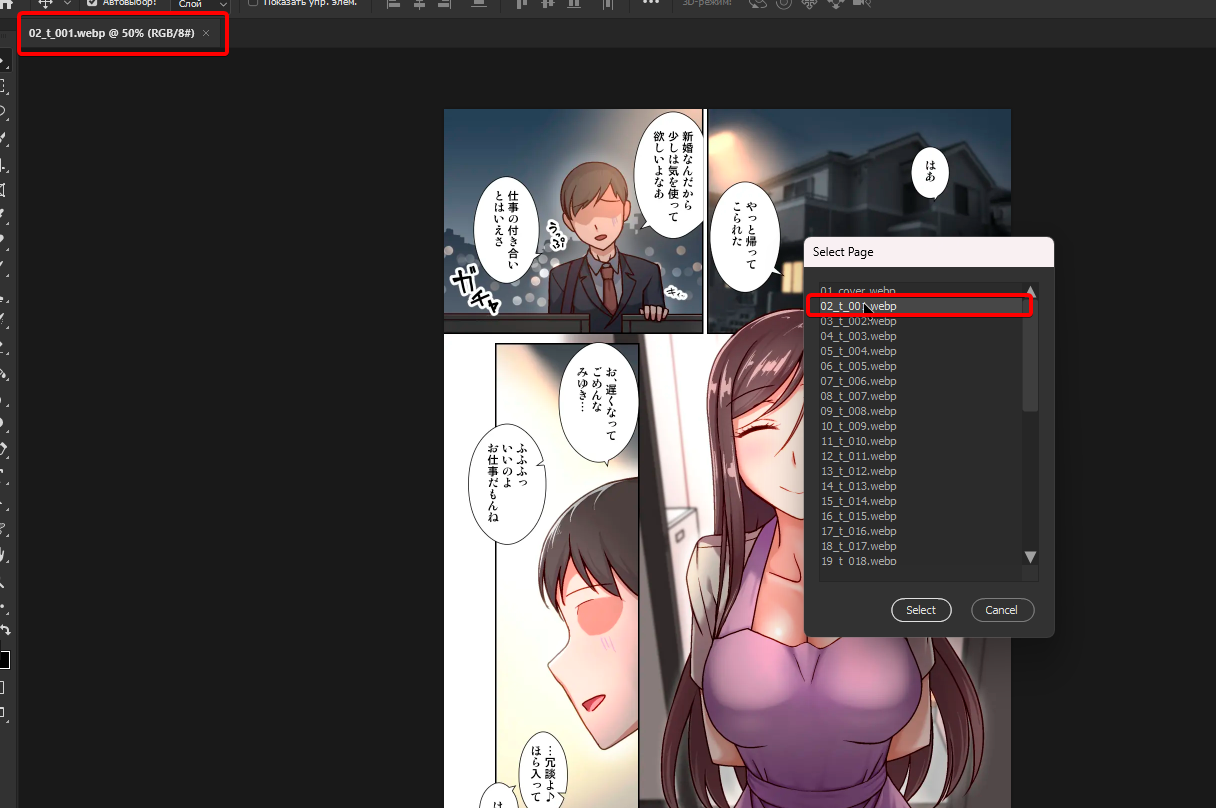 Автовыбор:
Слой
Показать упр. элем.
3D-режим:
02_t_001.webp @ 50% (RGB/8#) ×
はあ
やっと帰って
こられた
新婚なんだから
少しは気を使って
欲しいよなあ
仕事の付き合い
とはいえさ
うっぷ
ガチャ
キィ…
お、遅くなって
ごめんな
みゆき…
ふふふっ
いいのよ
お仕事だもんね
…冗談よ♪
ほら入って
は
Select Page
01_cover.webp
02_t_001.webp
03_t_002.webp
04_t_003.webp
05_t_004.webp
06_t_005.webp
07_t_006.webp
08_t_007.webp
09_t_008.webp
10_t_009.webp
11_t_010.webp
12_t_011.webp
13_t_012.webp
14_t_013.webp
15_t_014.webp
16_t_015.webp
17_t_016.webp
18_t_017.webp
19_t_018.webp
Select
Cancel